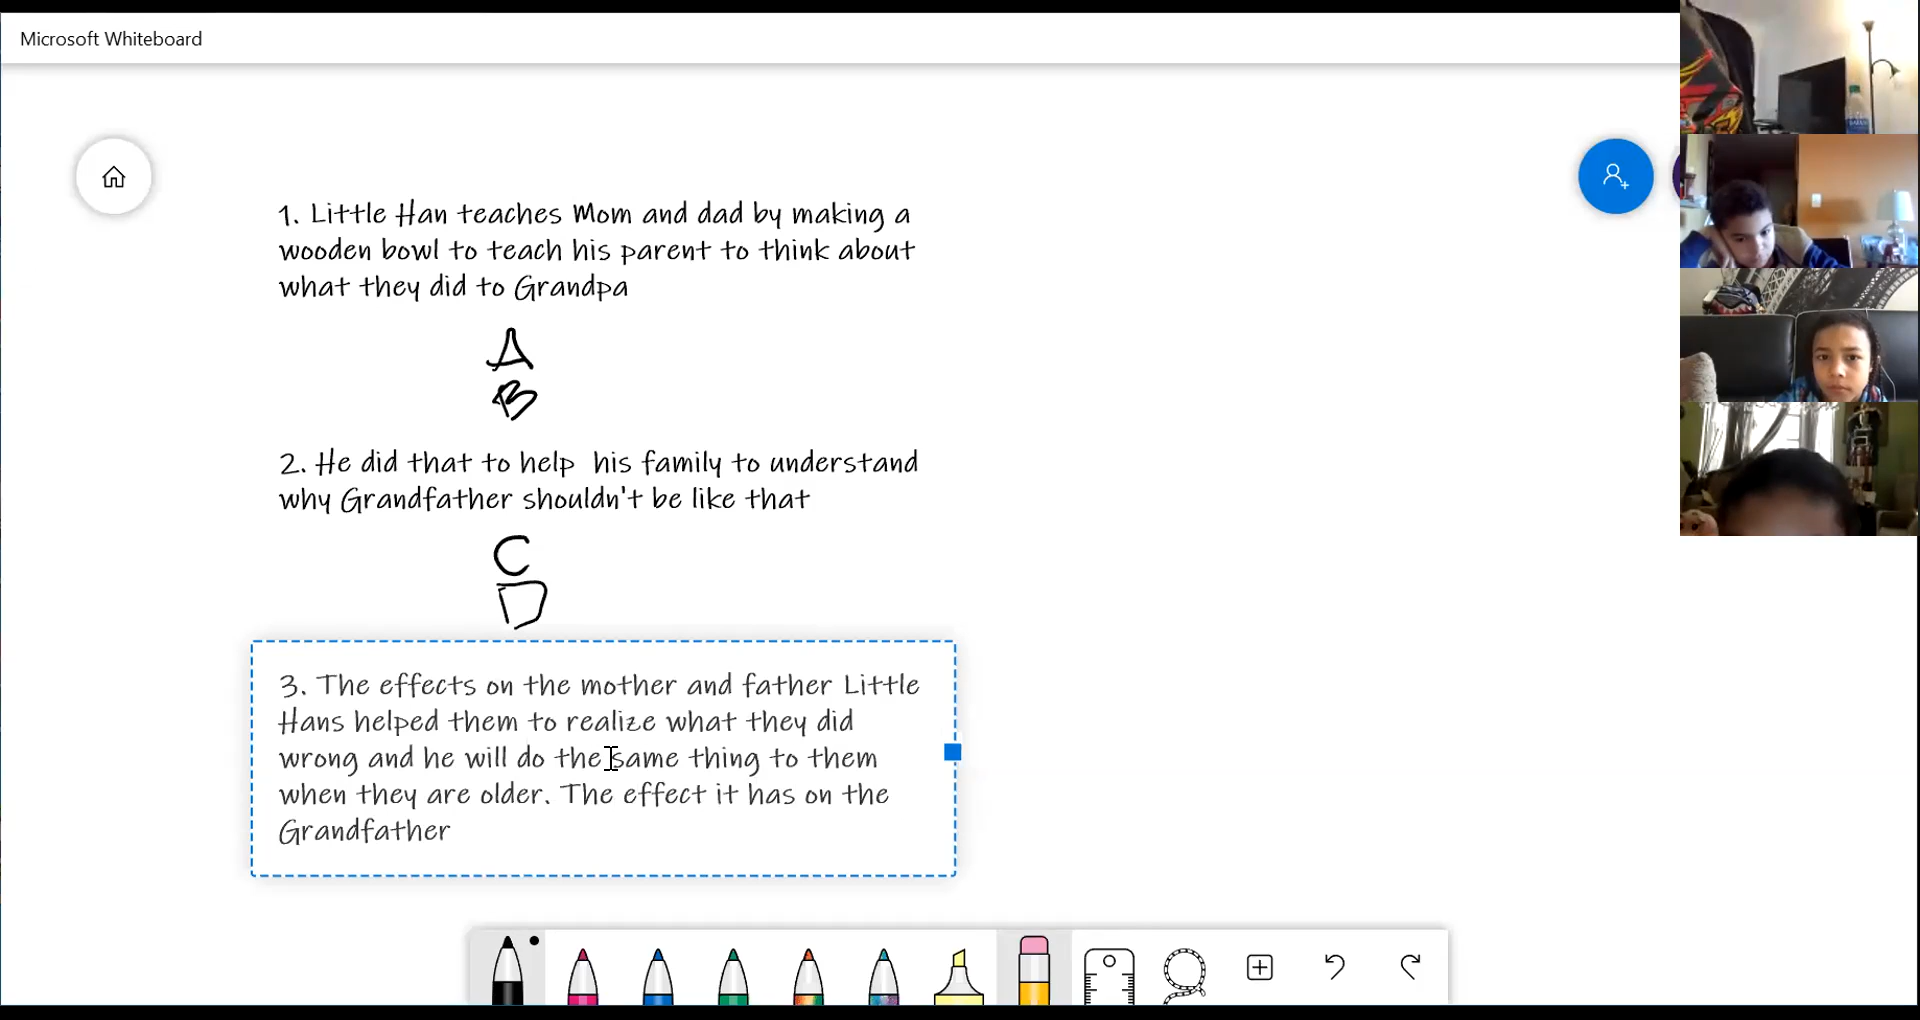 Microsoft Whiteboard
1. Little Han teaches Mom and dad by making a
wooden bowl to teach his parent to think about
what they did to Grandpa
A
B
2. He did that to help his family to understand
why Grandfather shouldn't be like that
C
D
3. The effects on the mother and father Little
Hans helped them to realize what they did
wrong and he will do the same thing to them
when they are older. The effect it has on the
Grandfather